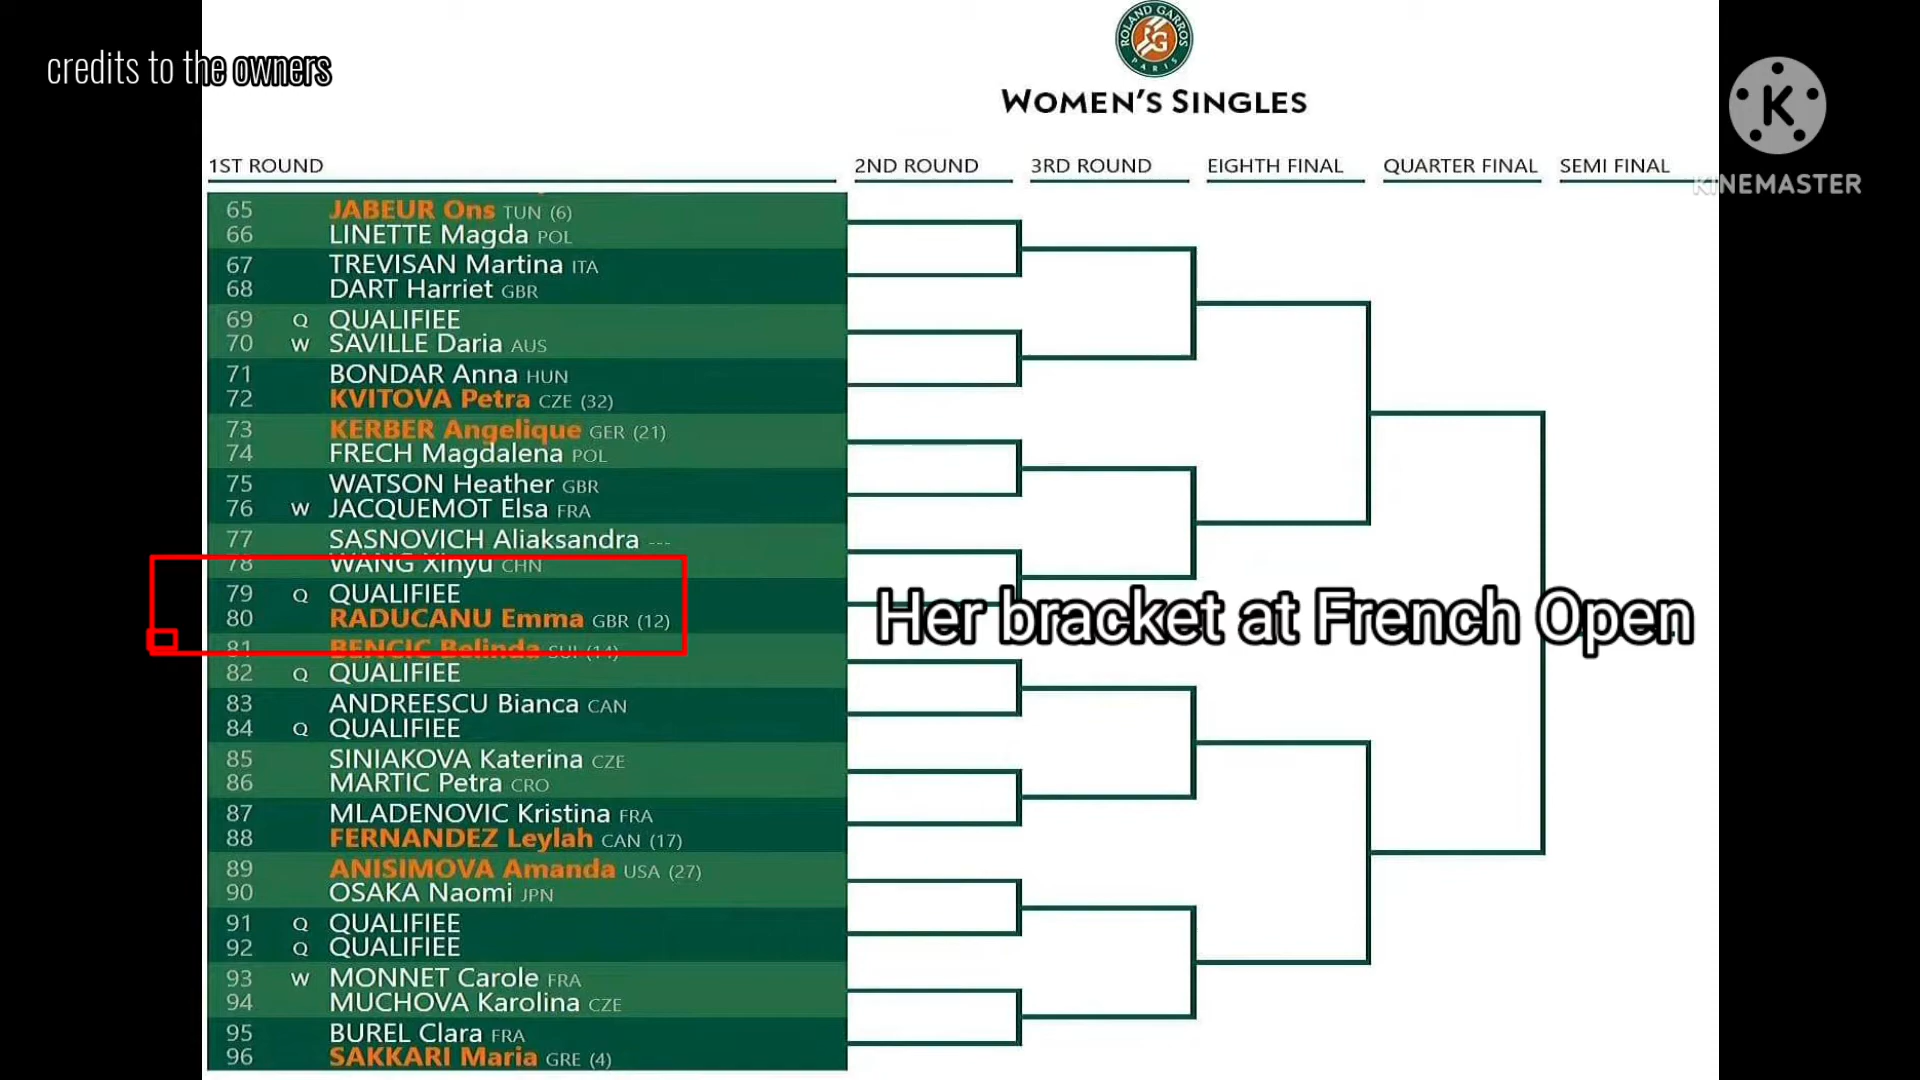 credits to the owners
ROLAND GARROS
RG
PARIS
WOMEN'S SINGLES
K
KINEMASTER
1ST ROUND 2ND ROUND 3RD ROUND EIGHTH FINAL QUARTER FINAL SEMI FINAL
65 JABEUR Ons TUN (6)
66 LINETTE Magda POL
67 TREVISAN Martina ITA
68 DART Harriet GBR
69 Q QUALIFIEE
70 W SAVILLE Daria AUS
71 BONDAR Anna HUN
72 KVITOVA Petra CZE (32)
73 KERBER Angelique GER (21)
74 FRECH Magdalena POL
75 WATSON Heather GBR
76 W JACQUEMOT Elsa FRA
77 SASNOVICH Aliaksandra ---
78 WANG Xinyu CHN
79 Q QUALIFIEE
80 RADUCANU Emma GBR (12)
Her bracket at French Open
81 BENCIC Belinda SUI (14)
82 Q QUALIFIEE
83 ANDREESCU Bianca CAN
84 Q QUALIFIEE
85 SINIAKOVA Katerina CZE
86 MARTIC Petra CRO
87 MLADENOVIC Kristina FRA
88 FERNANDEZ Leylah CAN (17)
89 ANISIMOVA Amanda USA (27)
90 OSAKA Naomi JPN
91 Q QUALIFIEE
92 Q QUALIFIEE
93 W MONNET Carole FRA
94 MUCHOVA Karolina CZE
95 BUREL Clara FRA
96 SAKKARI Maria GRE (4)